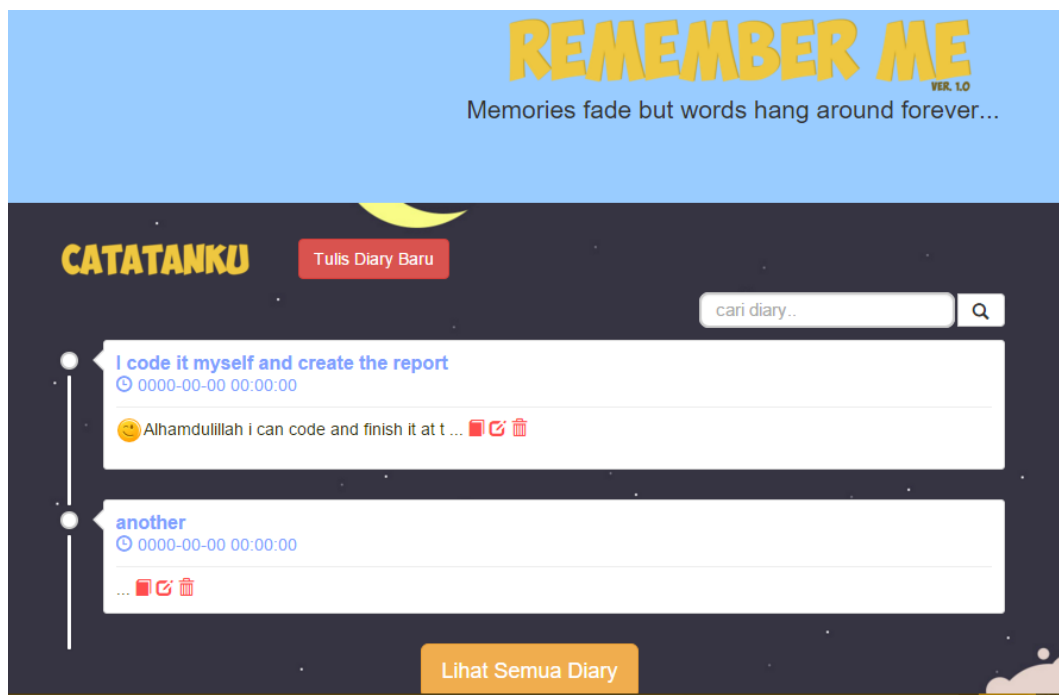 REMEMBER ME
VER. 1.0
Memories fade but words hang around forever...
CATATANKU
Tulis Diary Baru
cari diary..
I code it myself and create the report
0000-00-00 00:00:00
Alhamdulillah i can code and finish it at t ...
another
0000-00-00 00:00:00
...
Lihat Semua Diary